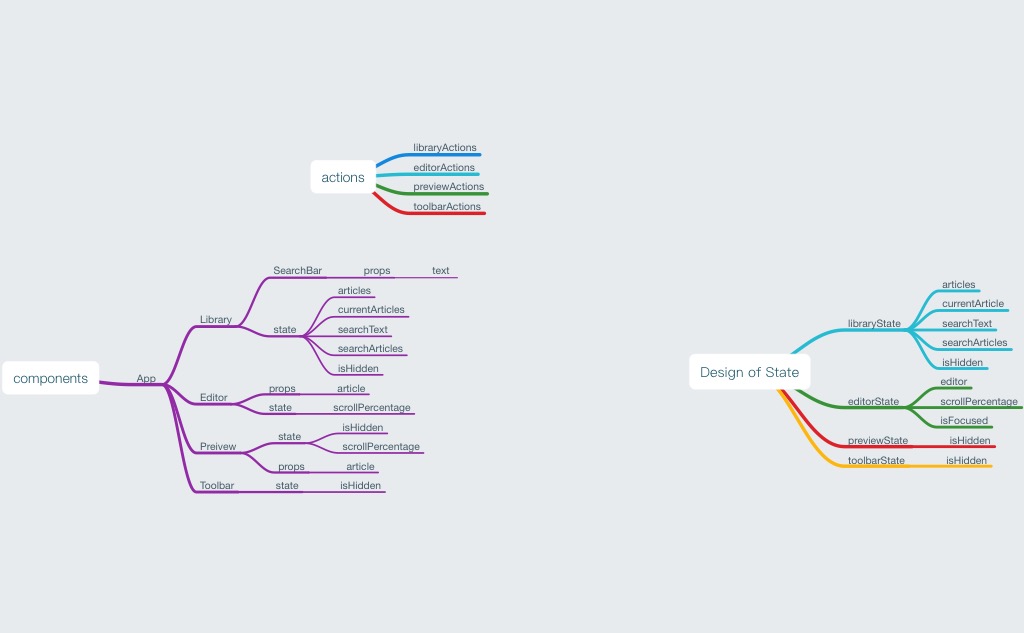 libraryActions
editorActions
actions
previewActions
toolbarActions
SearchBar props text
articles
Library
currentArticles
state
searchText
searchArticles
isHidden
components
App
Editor
props article
state scrollPercentage
isHidden
state
Preivew
scrollPercentage
props article
Toolbar state isHidden
articles
currentArticle
libraryState
searchText
searchArticles
isHidden
Design of State
editor
editorState
scrollPercentage
isFocused
previewState isHidden
toolbarState isHidden